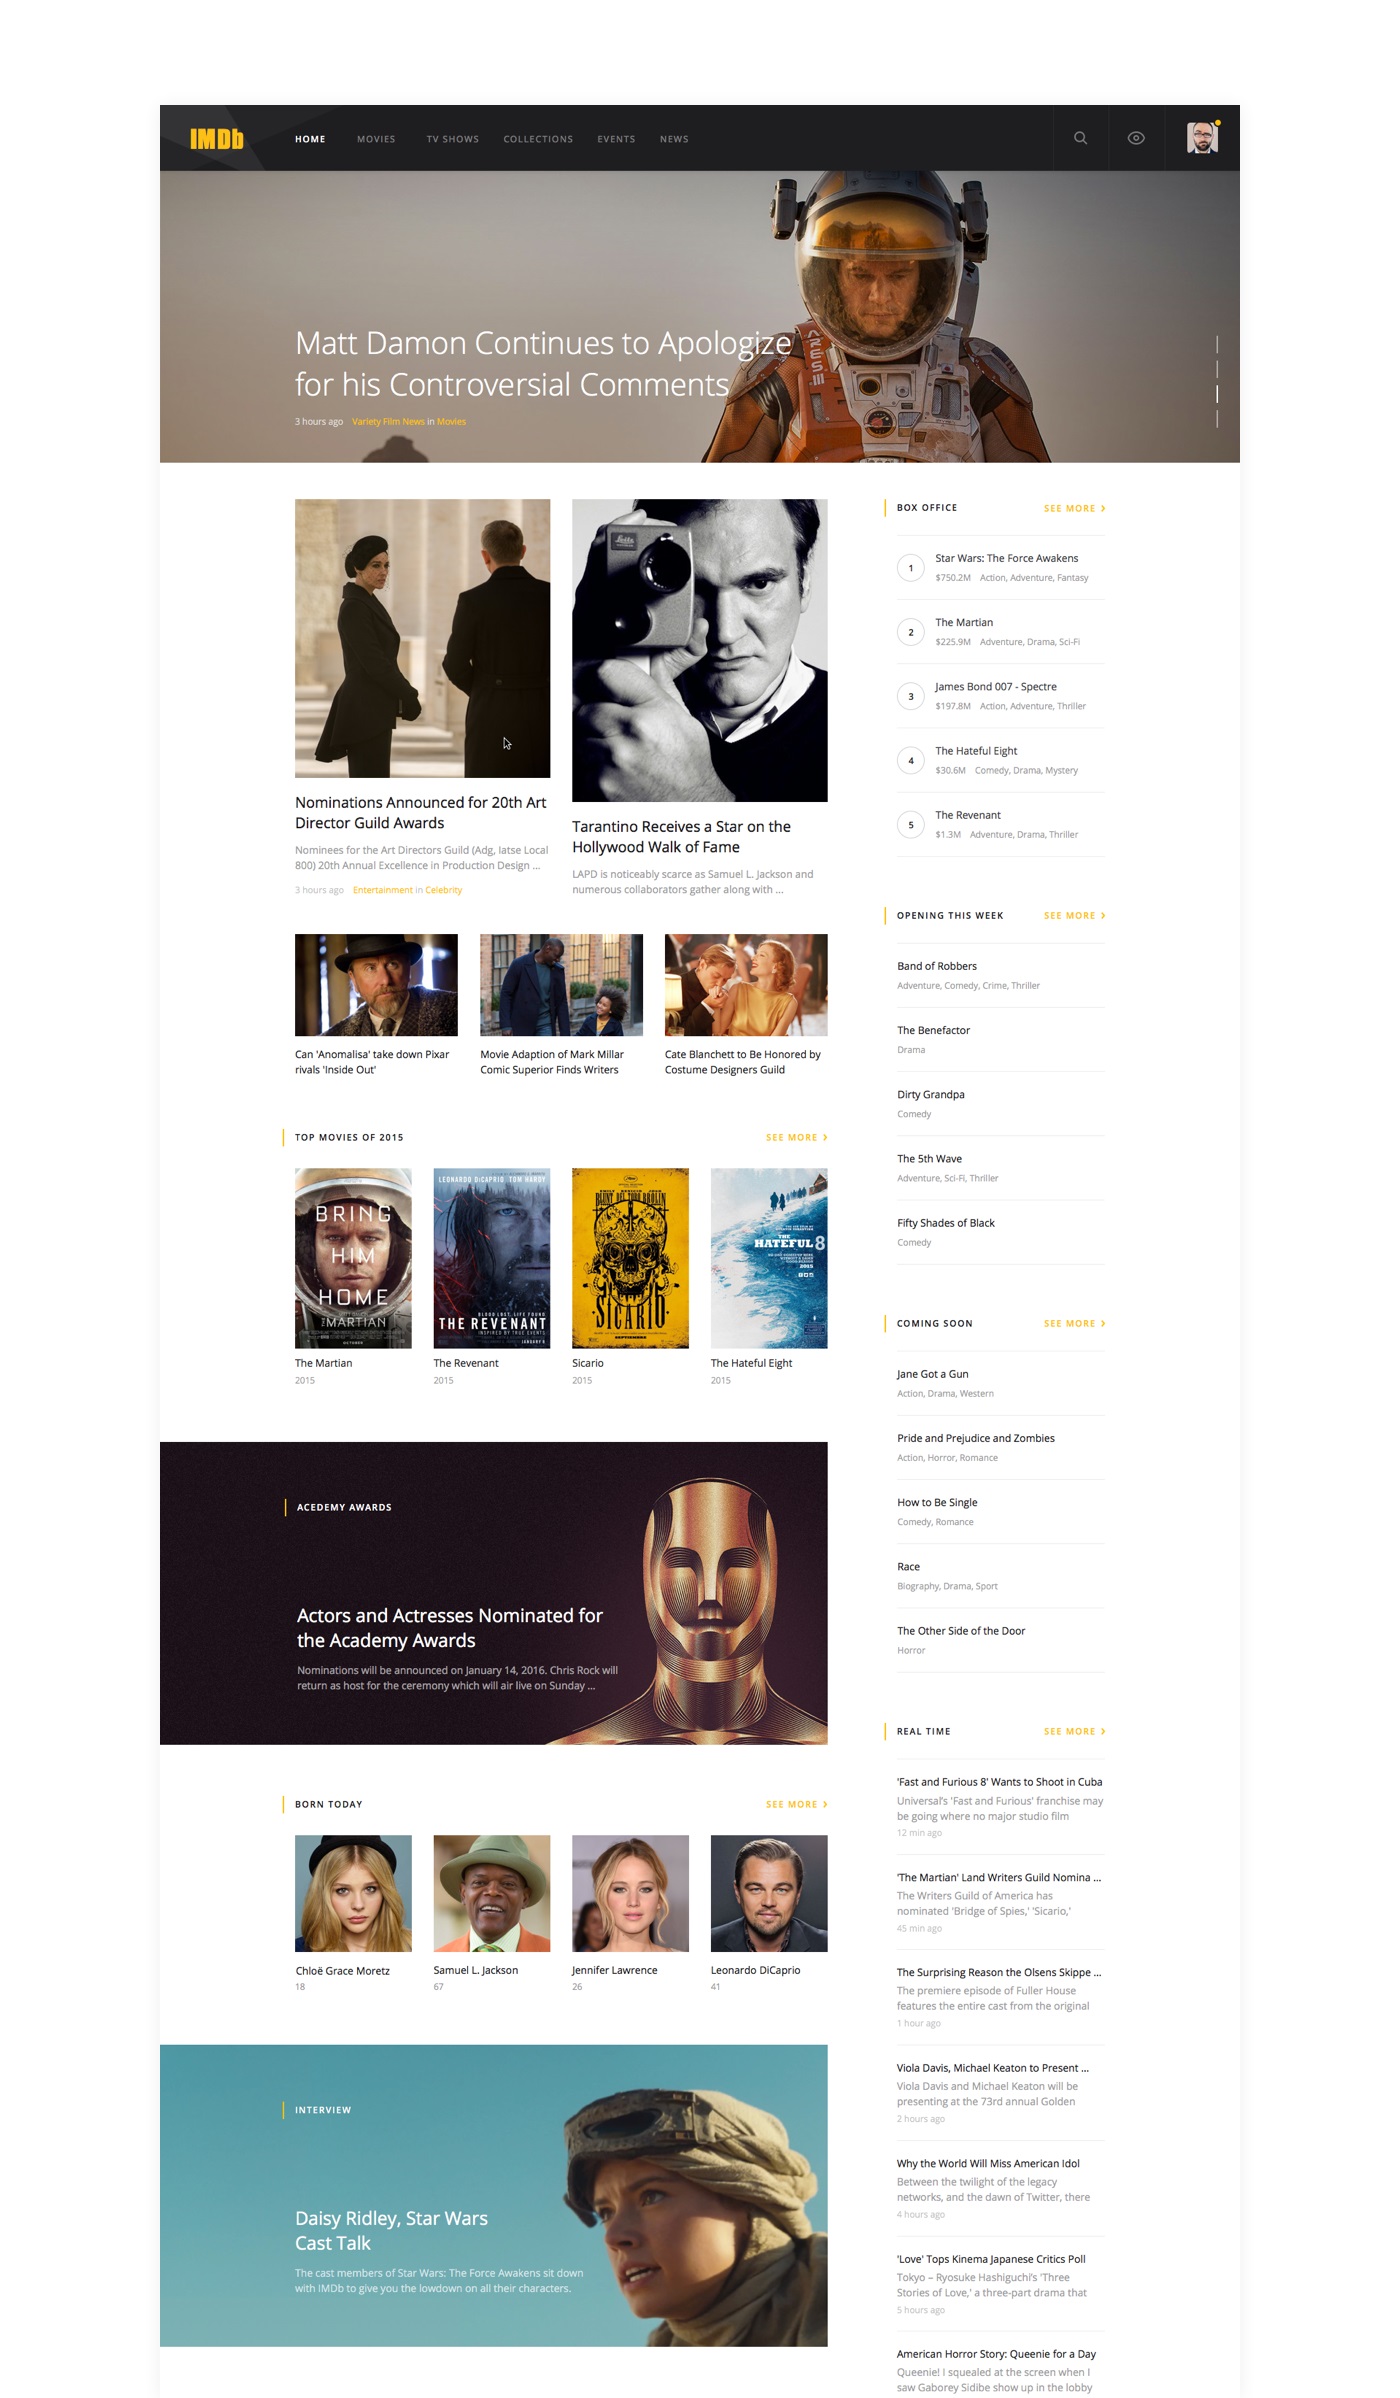 IMDb
HOME
MOVIES
TV SHOWS
COLLECTIONS
EVENTS
NEWS
Matt Damon Continues to Apologize
for his Controversial Comments
3 hours ago Variety Film News in Movies
Nominations Announced for 20th Art
Director Guild Awards
Nominees for the Art Directors Guild (Adg, Iatse Local
800) 20th Annual Excellence in Production Design ...
3 hours ago Entertainment in Celebrity
Leitz
Tarantino Receives a Star on the
Hollywood Walk of Fame
LAPD is noticeably scarce as Samuel L. Jackson and
numerous collaborators gather along with ...
Can 'Anomalisa' take down Pixar
rivals 'Inside Out'
Movie Adaption of Mark Millar
Comic Superior Finds Writers
Cate Blanchett to Be Honored by
Costume Designers Guild
TOP MOVIES OF 2015
SEE MORE
BRING
HIM
HOME
THE MARTIAN
OCTOBER
The Martian
2015
LEONARDO DiCAPRIO TOM HARDY
BLOOD LOST. LIFE FOUND.
THE REVENANT
INSPIRED BY TRUE EVENTS
JANUARY 8
The Revenant
2015
BLUNT DEL TORO BROLIN
SICARIO
Sicario
2015
THE
HATEFUL 8
2015
The Hateful Eight
2015
ACEDEMY AWARDS
Actors and Actresses Nominated for
the Academy Awards
Nominations will be announced on January 14, 2016. Chris Rock will
return as host for the ceremony which will air live on Sunday ...
BORN TODAY
SEE MORE
Chloë Grace Moretz
18
Samuel L. Jackson
67
Jennifer Lawrence
26
Leonardo DiCaprio
41
INTERVIEW
Daisy Ridley, Star Wars
Cast Talk
The cast members of Star Wars: The Force Awakens sit down
with IMDb to give you the lowdown on all their characters.
BOX OFFICE
SEE MORE
1
Star Wars: The Force Awakens
$750.2M Action, Adventure, Fantasy
2
The Martian
$225.9M Adventure, Drama, Sci-Fi
3
James Bond 007 - Spectre
$197.8M Action, Adventure, Thriller
4
The Hateful Eight
$30.6M Comedy, Drama, Mystery
5
The Revenant
$1.3M Adventure, Drama, Thriller
OPENING THIS WEEK
SEE MORE
Band of Robbers
Adventure, Comedy, Crime, Thriller
The Benefactor
Drama
Dirty Grandpa
Comedy
The 5th Wave
Adventure, Sci-Fi, Thriller
Fifty Shades of Black
Comedy
COMING SOON
SEE MORE
Jane Got a Gun
Action, Drama, Western
Pride and Prejudice and Zombies
Action, Horror, Romance
How to Be Single
Comedy, Romance
Race
Biography, Drama, Sport
The Other Side of the Door
Horror
REAL TIME
SEE MORE
'Fast and Furious 8' Wants to Shoot in Cuba
Universal's 'Fast and Furious' franchise may
be going where no major studio film
12 min ago
'The Martian' Land Writers Guild Nomina ...
The Writers Guild of America has
nominated 'Bridge of Spies,' 'Sicario,'
45 min ago
The Surprising Reason the Olsens Skippe ...
The premiere episode of Fuller House
features the entire cast from the original
1 hour ago
Viola Davis, Michael Keaton to Present ...
Viola Davis and Michael Keaton will be
presenting at the 73rd annual Golden
2 hours ago
Why the World Will Miss American Idol
Between the twilight of the legacy
networks, and the dawn of Twitter, there
4 hours ago
'Love' Tops Kinema Japanese Critics Poll
Tokyo – Ryosuke Hashiguchi's 'Three
Stories of Love,' a three-part drama that
5 hours ago
American Horror Story: Queenie for a Day
Queenie! I squealed at the screen when I
saw Gaborey Sidibe show up in the lobby